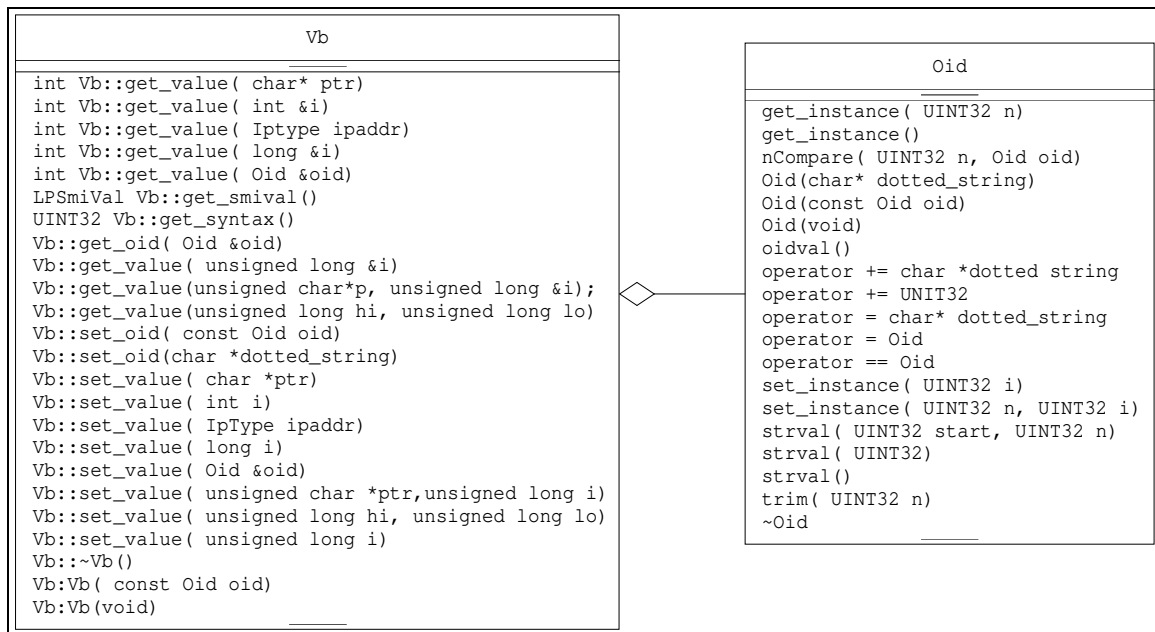 Vb
int Vb::get_value( char* ptr)
int Vb::get_value( int &i)
int Vb::get_value( Iptype ipaddr)
int Vb::get_value( long &i)
int Vb::get_value( Oid &oid)
LPSmiVal Vb::get_smival()
UINT32 Vb::get_syntax()
Vb::get_oid( Oid &oid)
Vb::get_value( unsigned long &i)
Vb::get_value(unsigned char*p, unsigned long &i);
Vb::get_value(unsigned long hi, unsigned long lo)
Vb::set_oid( const Oid oid)
Vb::set_oid(char *dotted_string)
Vb::set_value( char *ptr)
Vb::set_value( int i)
Vb::set_value( IpType ipaddr)
Vb::set_value( long i)
Vb::set_value( Oid &oid)
Vb::set_value( unsigned char *ptr,unsigned long i)
Vb::set_value( unsigned long hi, unsigned long lo)
Vb::set_value( unsigned long i)
Vb::~Vb()
Vb:Vb( const Oid oid)
Vb:Vb(void)
Oid
get_instance( UINT32 n)
get_instance()
nCompare( UINT32 n, Oid oid)
Oid(char* dotted_string)
Oid(const Oid oid)
Oid(void)
oidval()
operator += char *dotted string
operator += UNIT32
operator = char* dotted_string
operator = Oid
operator == Oid
set_instance( UINT32 i)
set_instance( UINT32 n, UINT32 i)
strval( UINT32 start, UINT32 n)
strval( UINT32)
strval()
trim( UINT32 n)
~Oid